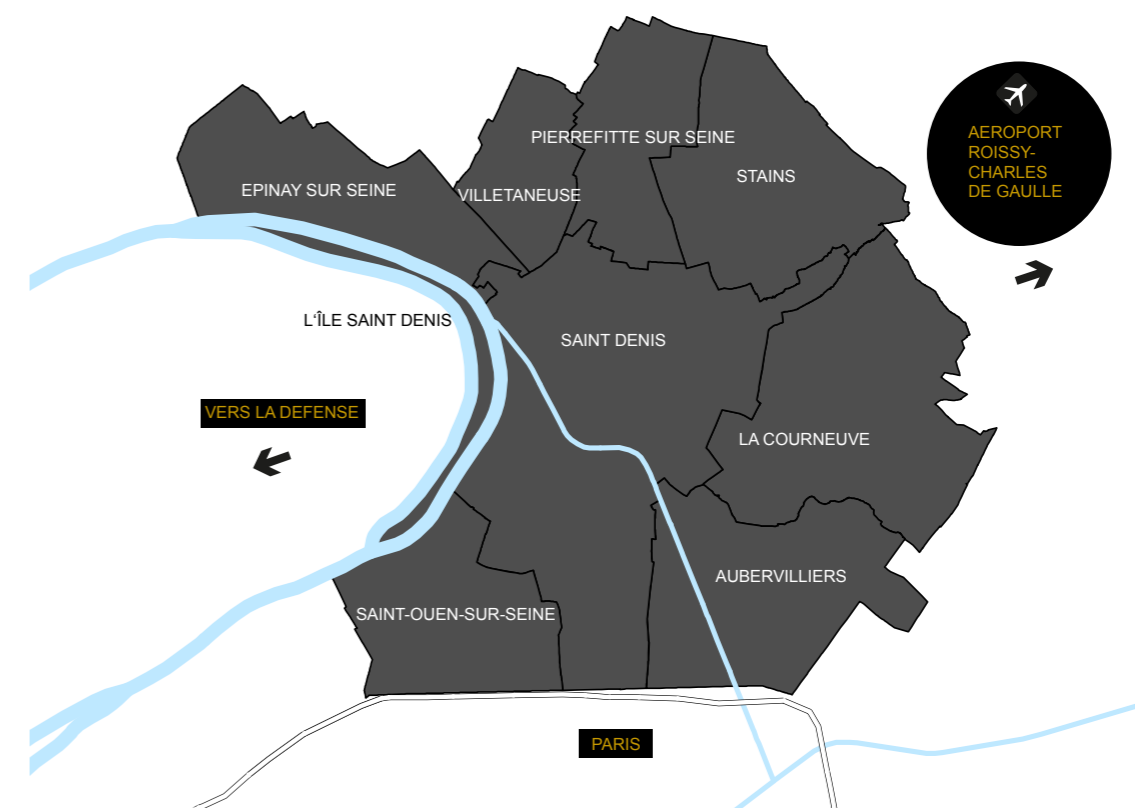 AEROPORT
ROISSY-
CHARLES
DE GAULLE
PIERREFITTE SUR SEINE
STAINS
EPINAY SUR SEINE
VILLETANEUSE
L'ÎLE SAINT DENIS
SAINT DENIS
VERS LA DEFENSE
LA COURNEUVE
AUBERVILLIERS
SAINT-OUEN-SUR-SEINE
PARIS